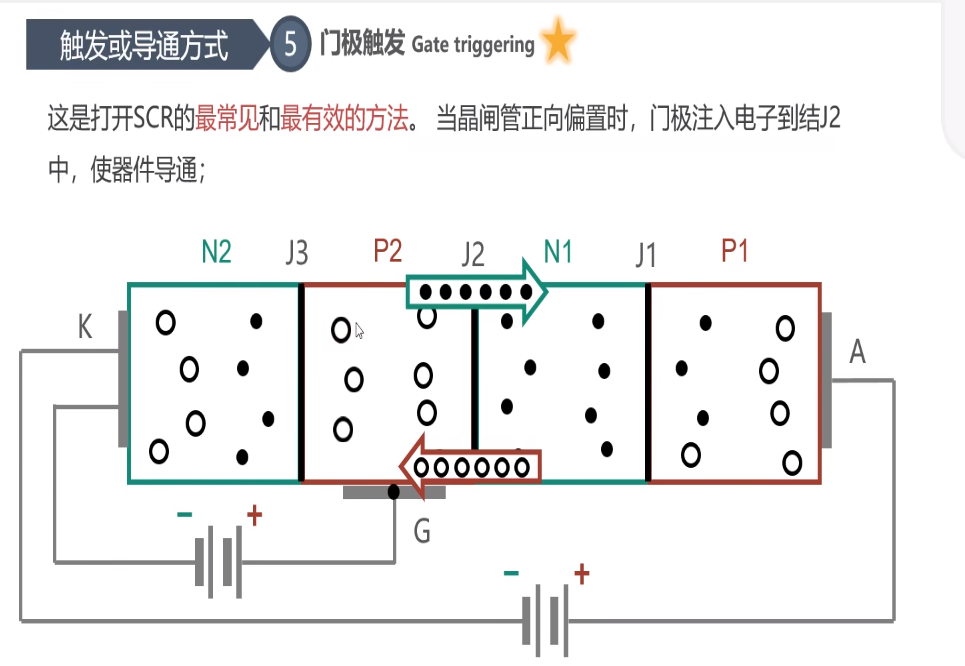 触发或导通方式 5 门极触发 Gate triggering
这是打开SCR的最常见和最有效的方法。 当晶闸管正向偏置时，门极注入电子到结J2
中，使器件导通；
N2 J3 P2 J2 N1 J1 P1
K
A
G
− +
− +